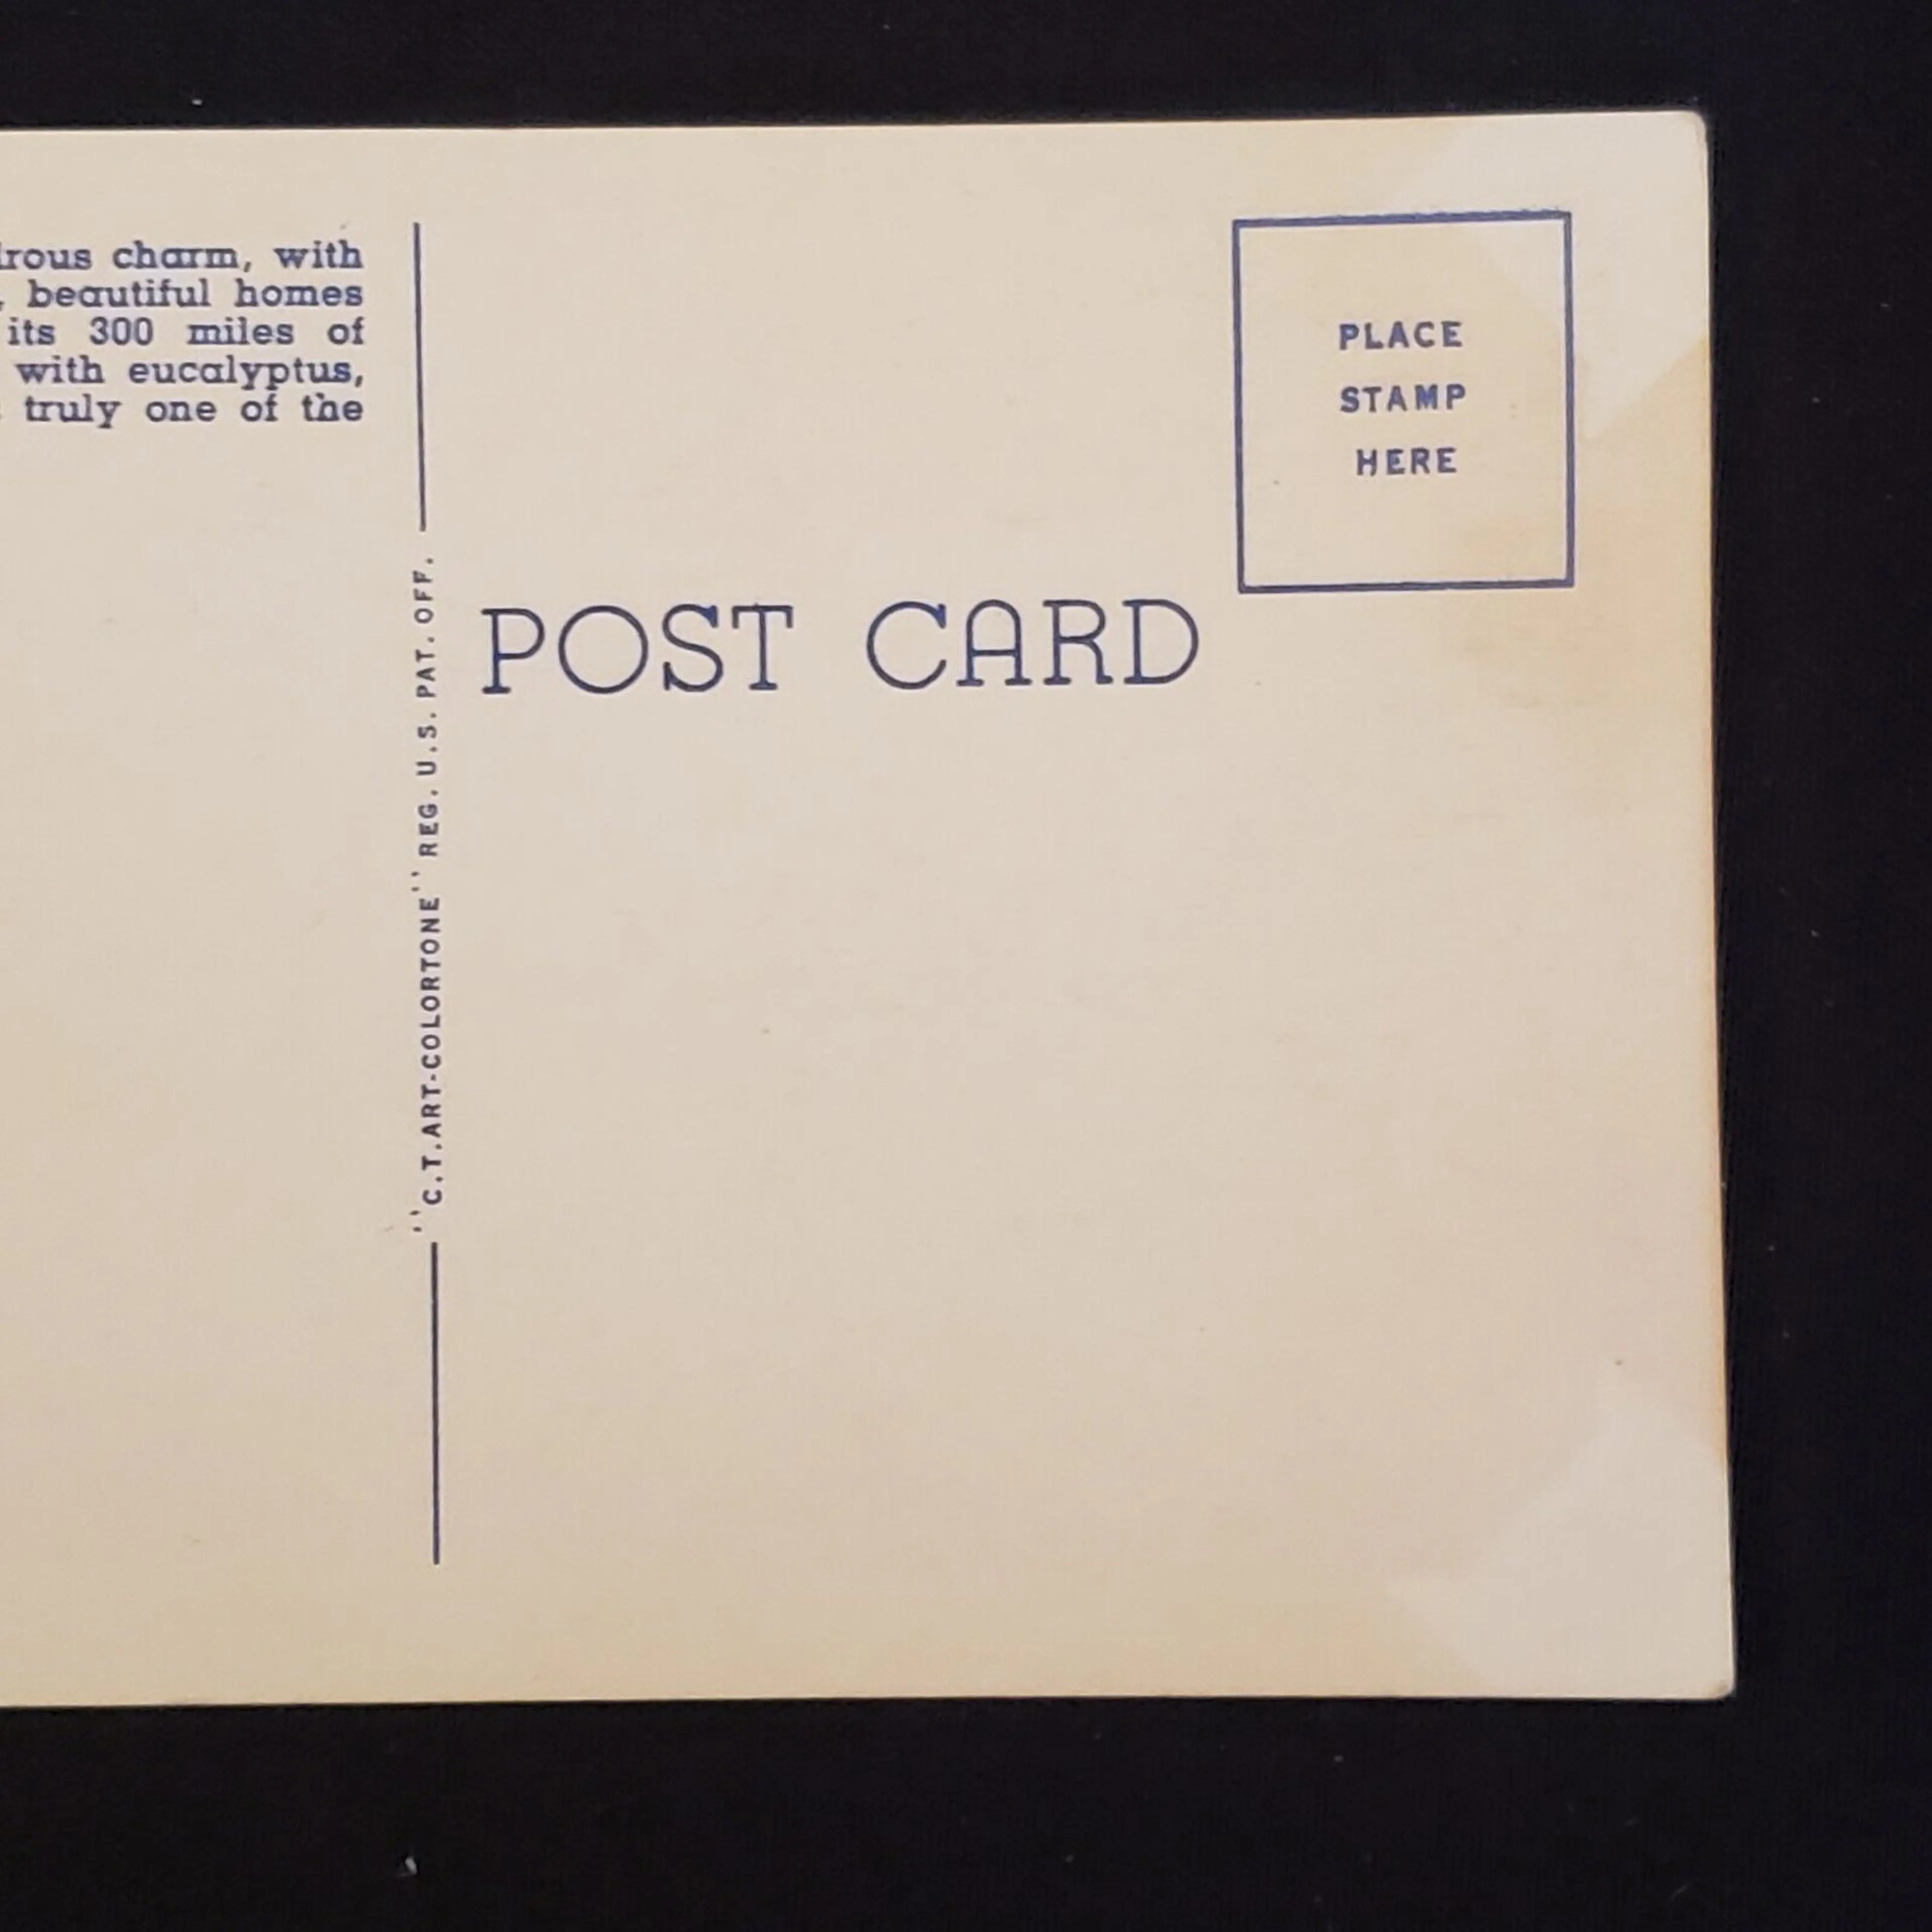 charm, with
beautiful homes
its 300 miles of
with eucalyptus,
truly one of the
"C.T.ART-COLORTONE" REG. U.S. PAT. OFF.
POST CARD
PLACE
STAMP
HERE